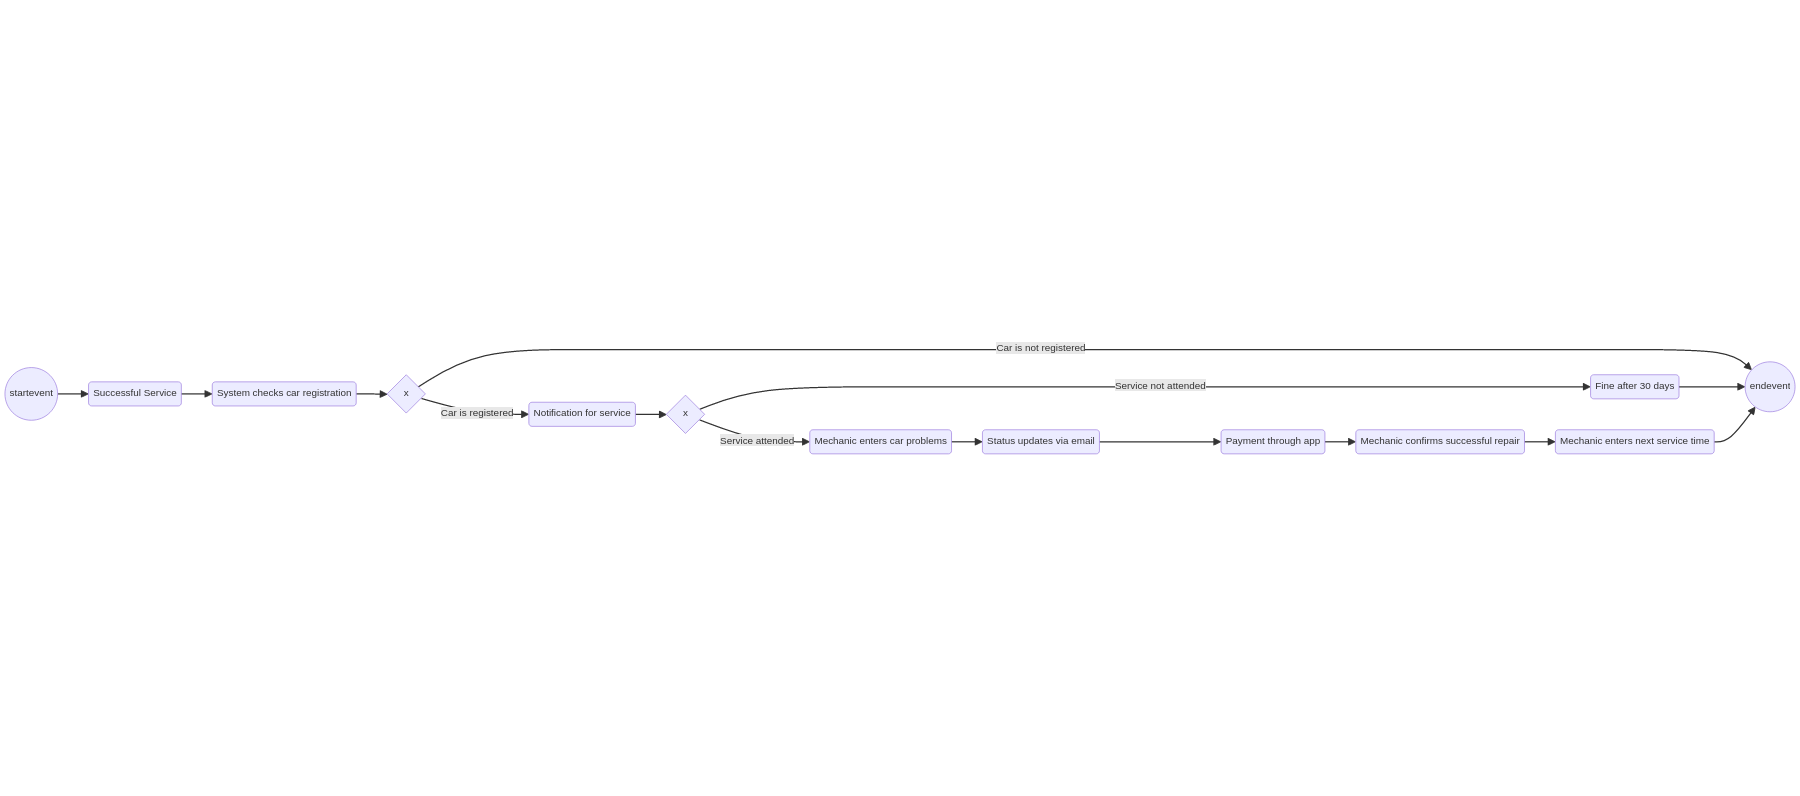 startevent
Successful Service
System checks car registration
x
Car is not registered
Car is registered
Notification for service
x
Service not attended
Fine after 30 days
Service attended
Mechanic enters car problems
Status updates via email
Payment through app
Mechanic confirms successful repair
Mechanic enters next service time
endevent